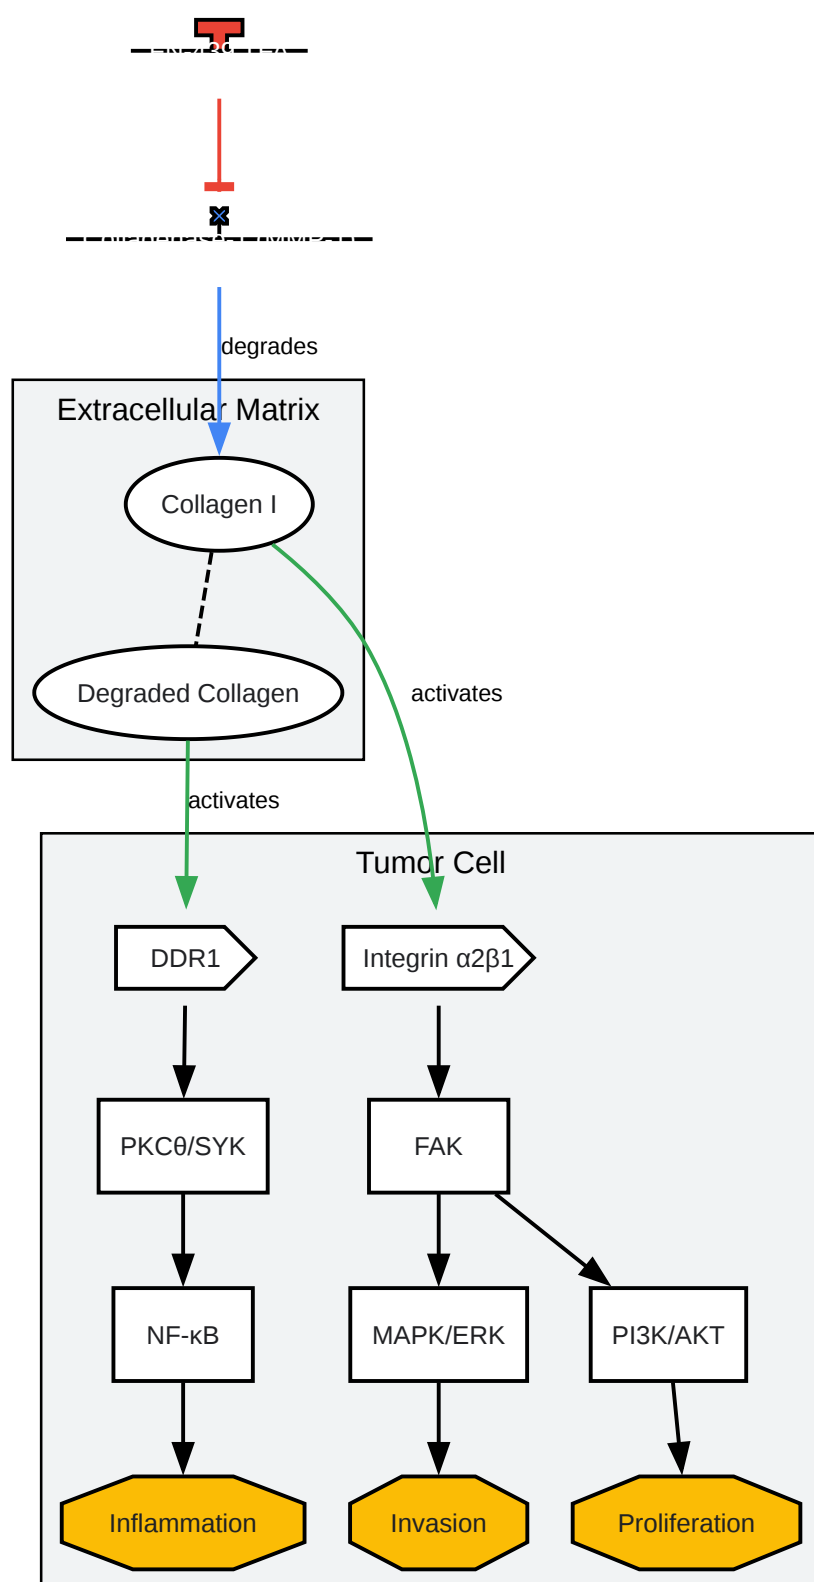 degrades
Extracellular Matrix
Collagen I
Degraded Collagen
activates
activates
Tumor Cell
DDR1
Integrin α2β1
PKCθ/SYK
FAK
NF-κB
MAPK/ERK
PI3K/AKT
Inflammation
Invasion
Proliferation